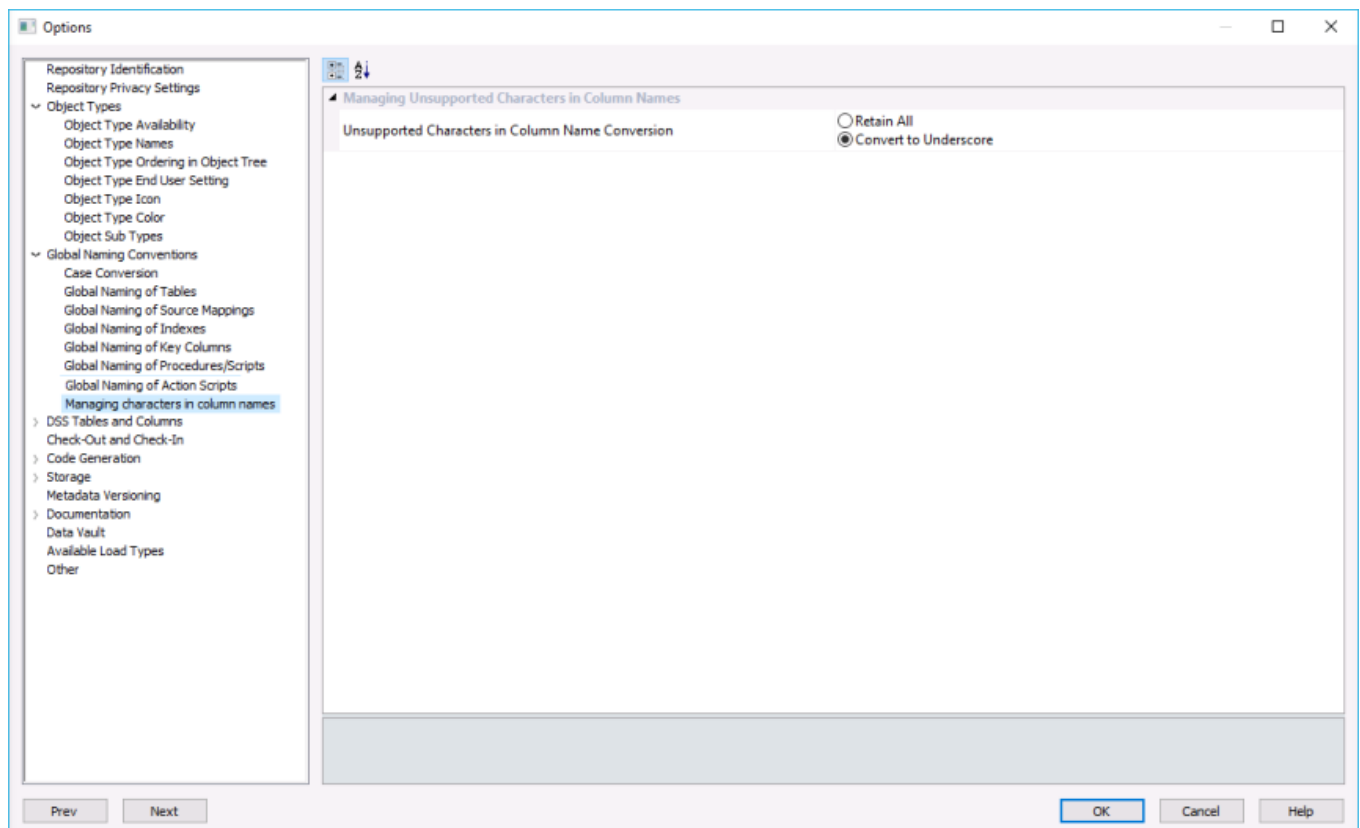 Options
Repository Identification
Repository Privacy Settings
Object Types
Object Type Availability
Object Type Names
Object Type Ordering in Object Tree
Object Type End User Setting
Object Type Icon
Object Type Color
Object Sub Types
Global Naming Conventions
Case Conversion
Global Naming of Tables
Global Naming of Source Mappings
Global Naming of Indexes
Global Naming of Key Columns
Global Naming of Procedures/Scripts
Global Naming of Action Scripts
Managing characters in column names
DSS Tables and Columns
Check-Out and Check-In
Code Generation
Storage
Metadata Versioning
Documentation
Data Vault
Available Load Types
Other
Managing Unsupported Characters in Column Names
Unsupported Characters in Column Name Conversion
Retain All
Convert to Underscore
Prev Next OK Cancel Help